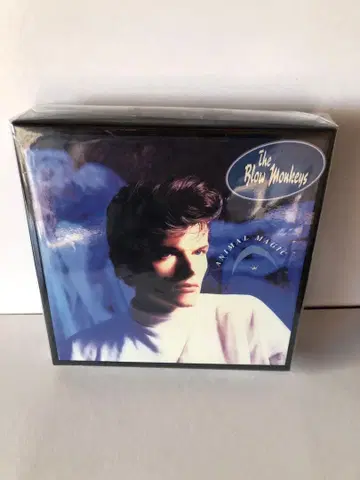 The
Blow Monkeys
ANIMAL MAGIC